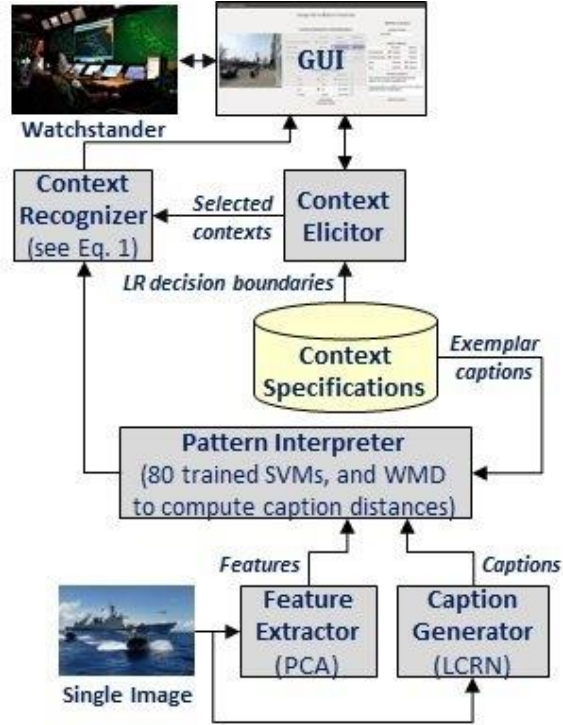 GUI
Watchstander
Context
Recognizer
(see Eq. 1)
Selected
contexts
Context
Elicitor
LR decision boundaries
Context
Specifications
Exemplar
captions
Pattern Interpreter
(80 trained SVMs, and WMD
to compute caption distances)
Features
Captions
Feature
Extractor
(PCA)
Caption
Generator
(LCRN)
Single Image